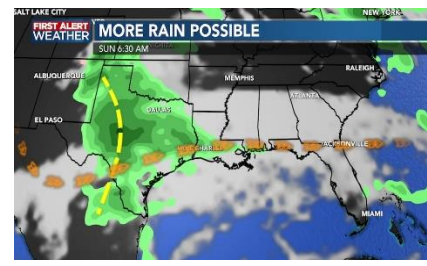 SALT LAKE CITY
NEW YORK
FIRST ALERT
WEATHER
MORE RAIN POSSIBLE
SUN 6:30 AM
ALBUQUERQUE
MEMPHIS
RALEIGH
ATLANTA
DALLAS
EL PASO
JACKSONVILLE
MIAMI